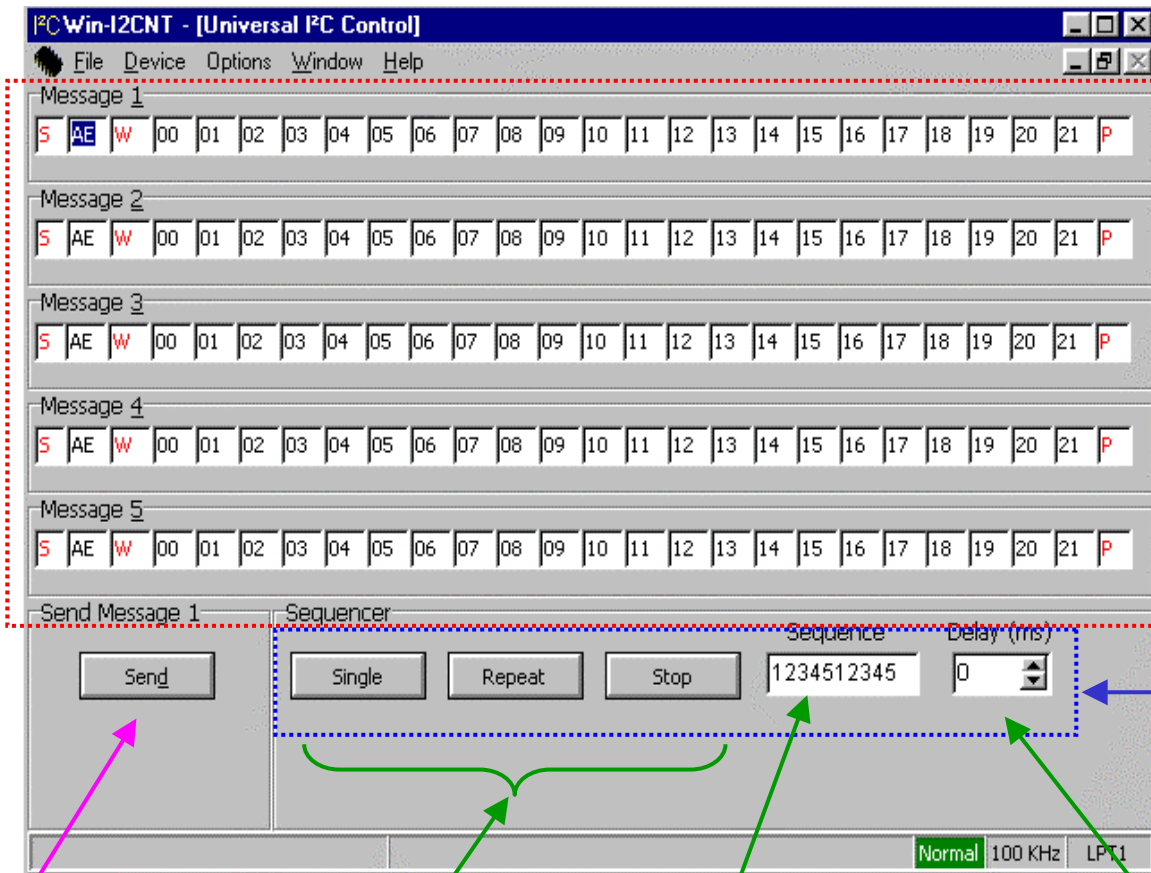 I²C Win-I2CNT - [Universal I²C Control]
File Device Options Window Help
Message 1
S AE W 00 01 02 03 04 05 06 07 08 09 10 11 12 13 14 15 16 17 18 19 20 21 P
Message 2
S AE W 00 01 02 03 04 05 06 07 08 09 10 11 12 13 14 15 16 17 18 19 20 21 P
Message 3
S AE W 00 01 02 03 04 05 06 07 08 09 10 11 12 13 14 15 16 17 18 19 20 21 P
Message 4
S AE W 00 01 02 03 04 05 06 07 08 09 10 11 12 13 14 15 16 17 18 19 20 21 P
Message 5
S AE W 00 01 02 03 04 05 06 07 08 09 10 11 12 13 14 15 16 17 18 19 20 21 P
Send Message 1 Sequencer
Sequence Delay (ms)
Send Single Repeat Stop 1234512345 0
Normal 100 KHz LPT1